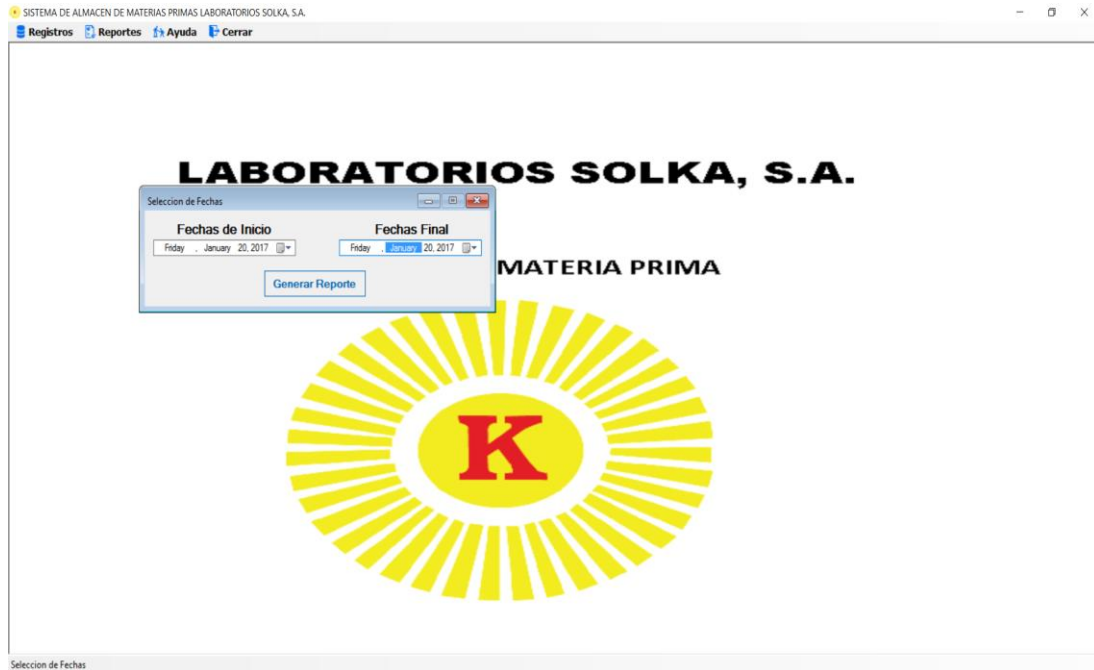 SISTEMA DE ALMACEN DE MATERIAS PRIMAS LABORATORIOS SOLKA, S.A.
Registros Reportes Ayuda Cerrar
LABORATORIOS SOLKA, S.A.
Seleccion de Fechas
Fechas de Inicio Fechas Final
Friday , January 20, 2017 Friday , January 20, 2017
MATERIA PRIMA
Generar Reporte
K
Seleccion de Fechas